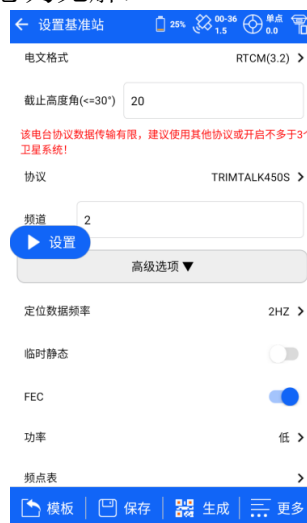 设置基准站 25% 00-36 1.5 单点 0.0
电文格式 RTCM(3.2)
截止高度角(<=30°) 20
该电台协议数据传输有限，建议使用其他协议或开启不多于3个
卫星系统！
协议 TRIMTALK450S
频道 2
设置
高级选项▼
定位数据频率 2HZ
临时静态
FEC
功率 低
频点表
模板 保存 生成 更多